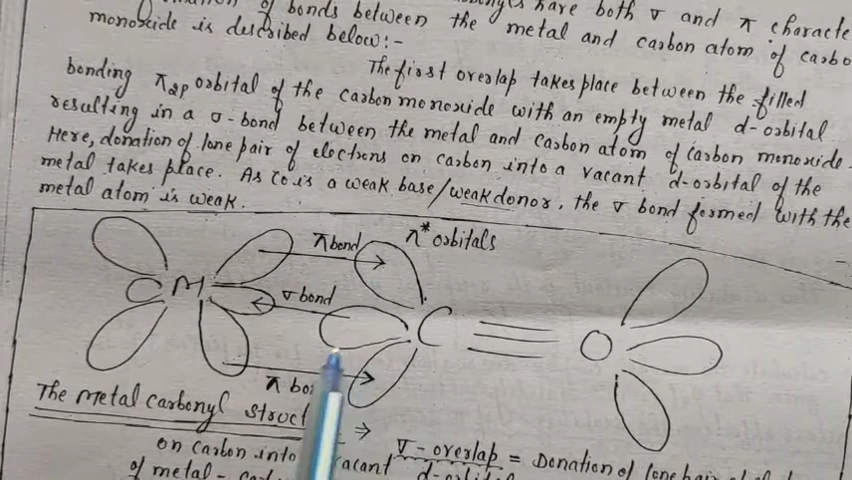 of bonds between
have both σ and π characte
monoxide is described below:-
the metal and carbon atom of carbo
The first overlap takes place between the filled
bonding π2p orbital of the carbon monoxide with an empty metal d-orbital
resulting in a σ-bond between the metal and carbon atom of carbon monoxide.
Here, donation of lone pair of electrons on carbon into a vacant d-orbital of the
metal takes place. As CO is a weak base/weak donor, the σ bond formed with the
metal atom is weak.
π bond
π* orbitals
M
σ bond
C
O
π bo
The metal carbonyl struct
⇒
σ-overlap = Donation of lone pair
on carbon into vacant d-orbital
of metal-